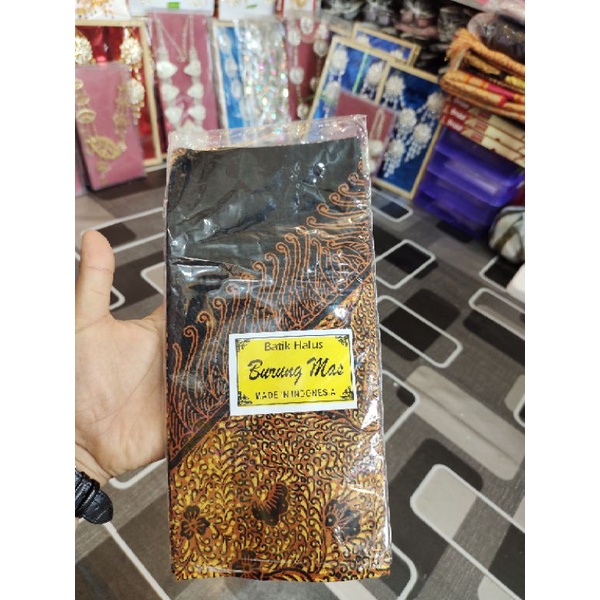 Batik Halus
Burung Mas
MADE IN INDONESIA